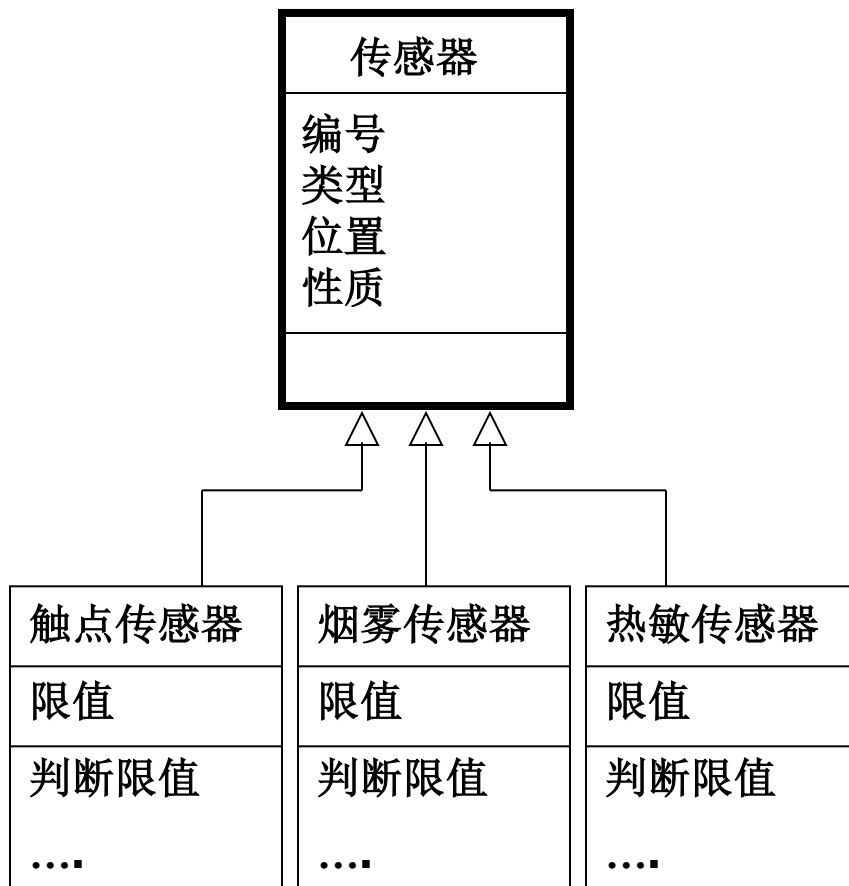 传感器
编号
类型
位置
性质
触点传感器
限值
判断限值
….
烟雾传感器
限值
判断限值
….
热敏传感器
限值
判断限值
….